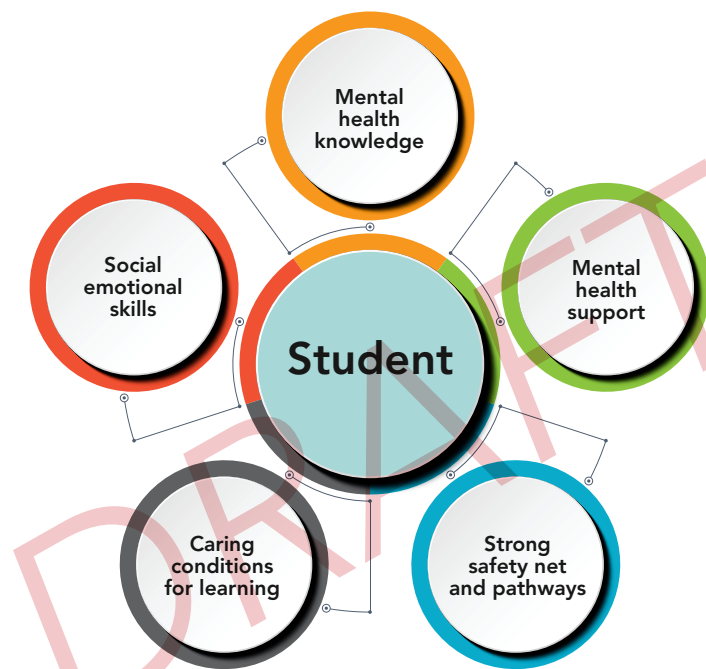 Mental
health
knowledge
Social
emotional
skills
Mental
health
support
Student
Caring
conditions
for learning
Strong
safety net
and pathways
DRAFT